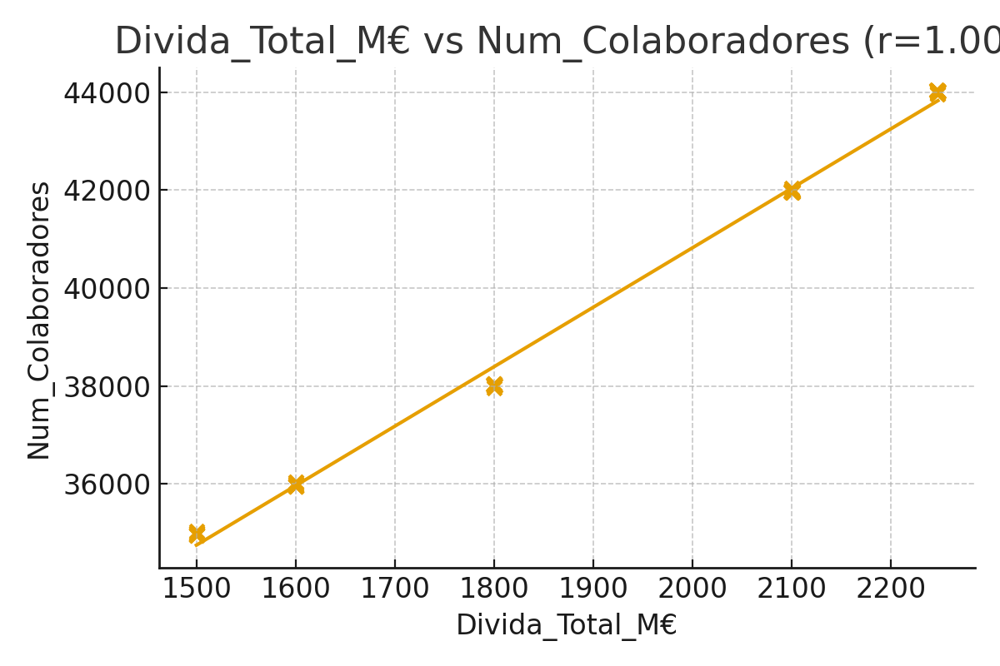 Divida_Total_M€ vs Num_Colaboradores (r=1.00
44000
42000
40000
38000
36000
Num_Colaboradores
1500 1600 1700 1800 1900 2000 2100 2200
Divida_Total_M€